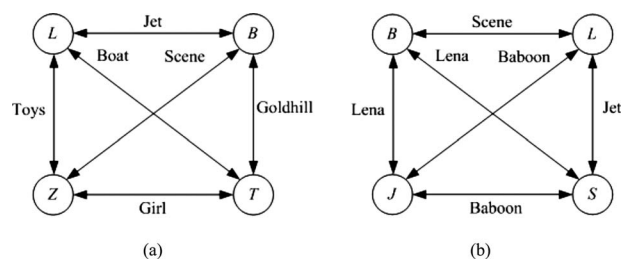 Jet
L B
Boat Scene
Toys Goldhill
Z T
Girl
(a)
Scene
B L
Lena Baboon
Lena Jet
J S
Baboon
(b)